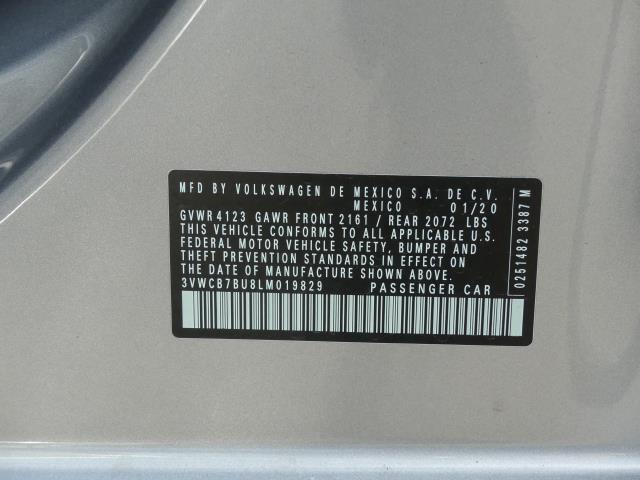 MFD BY VOLKSWAGEN DE MEXICO S.A. DE C.V.
MEXICO 01/20
GVWR 4123 GAWR FRONT 2161 / REAR 2072 LBS
THIS VEHICLE CONFORMS TO ALL APPLICABLE U.S.
FEDERAL MOTOR VEHICLE SAFETY, BUMPER AND
THEFT PREVENTION STANDARDS IN EFFECT ON
THE DATE OF MANUFACTURE SHOWN ABOVE.
3VWCB7BU8LM019829 PASSENGER CAR
0251482 3387 M